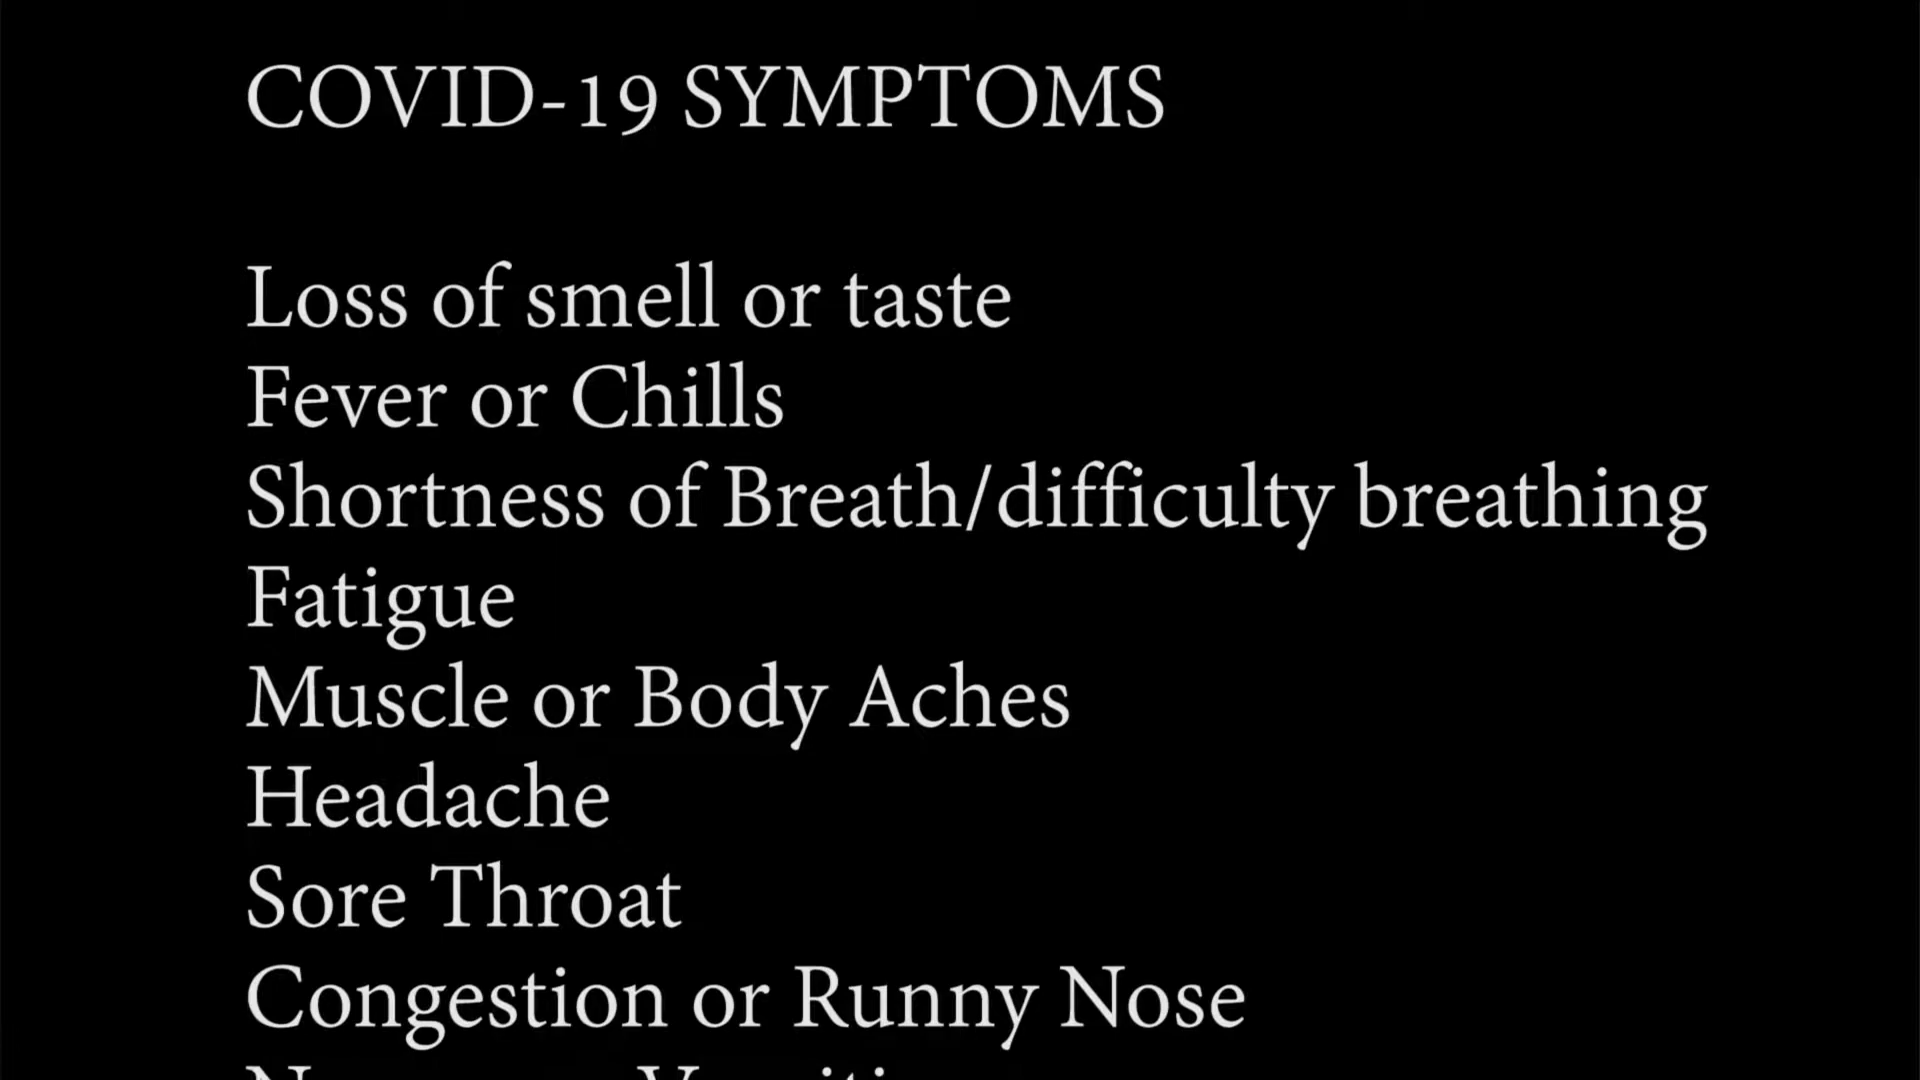 COVID-19 SYMPTOMS
Loss of smell or taste
Fever or Chills
Shortness of Breath/difficulty breathing
Fatigue
Muscle or Body Aches
Headache
Sore Throat
Congestion or Runny Nose